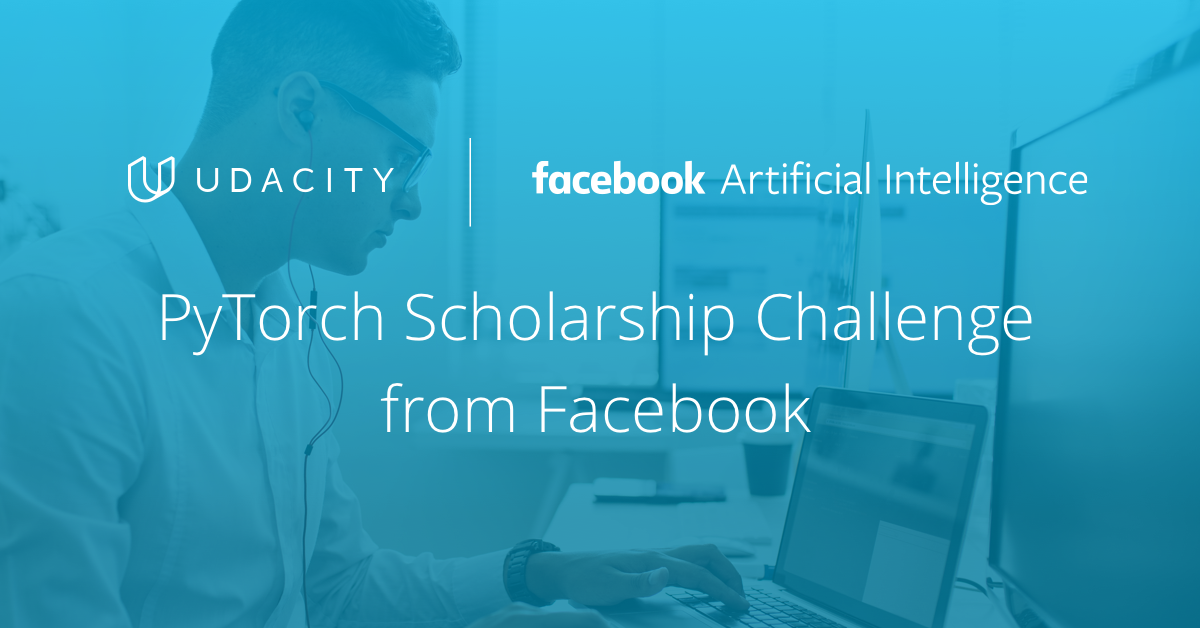 UDACITY | facebook Artificial Intelligence
PyTorch Scholarship Challenge
from Facebook